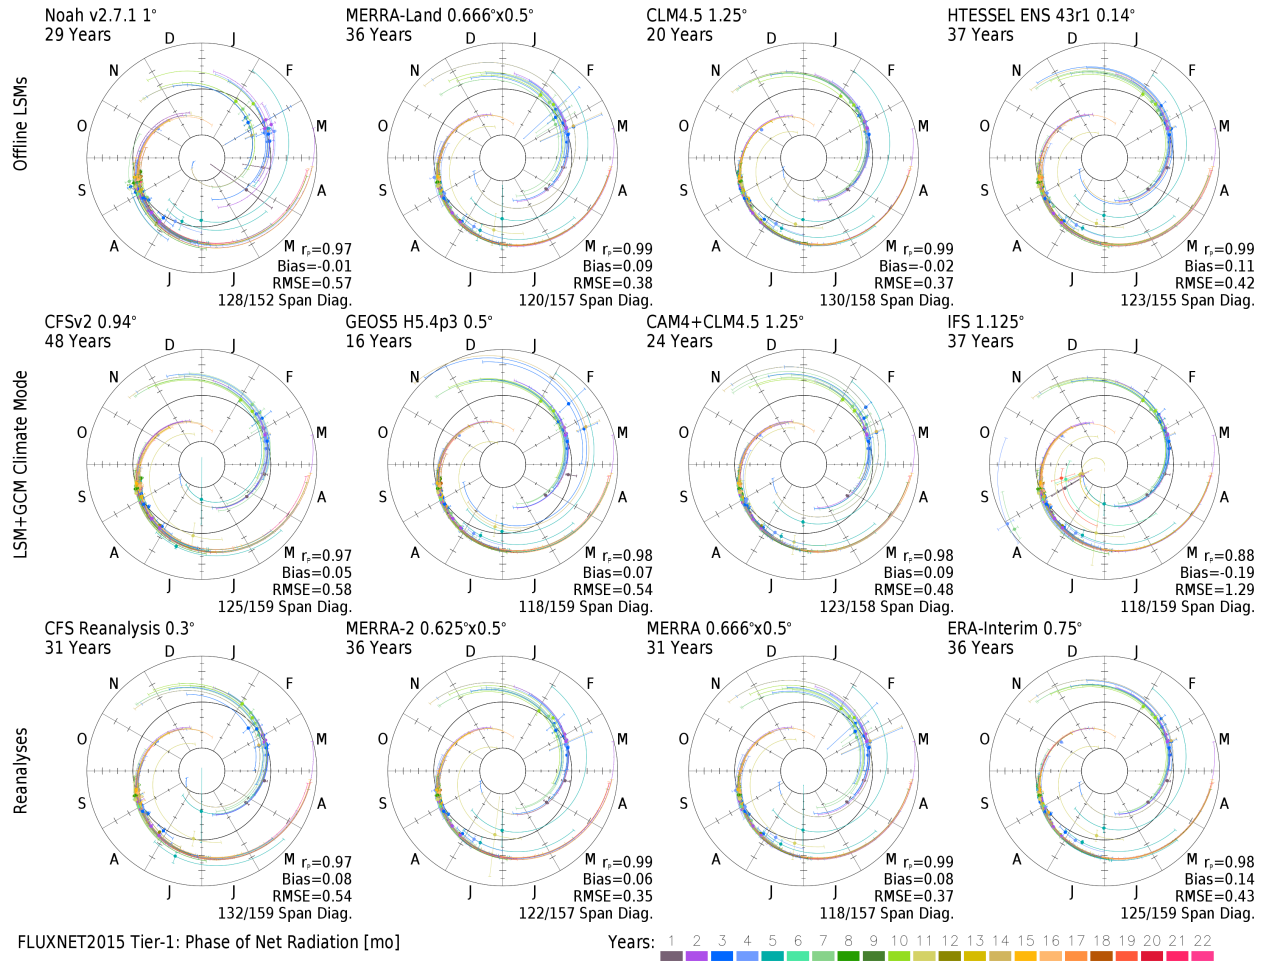 Noah v2.7.1 1°
29 Years
MERRA-Land 0.666°x0.5°
36 Years
CLM4.5 1.25°
20 Years
HTESSEL ENS 43r1 0.14°
37 Years
Offline LSMs
D J F M A M J J A S O N
rₚ=0.97
Bias=-0.01
RMSE=0.57
128/152 Span Diag.
D J F M A M J J A S O N
rₚ=0.99
Bias=0.09
RMSE=0.38
120/157 Span Diag.
D J F M A M J J A S O N
rₚ=0.99
Bias=-0.02
RMSE=0.37
130/158 Span Diag.
D J F M A M J J A S O N
rₚ=0.99
Bias=0.11
RMSE=0.42
123/155 Span Diag.
CFSv2 0.94°
48 Years
GEOS5 H5.4p3 0.5°
16 Years
CAM4+CLM4.5 1.25°
24 Years
IFS 1.125°
37 Years
LSM+GCM Climate Mode
D J F M A M J J A S O N
rₚ=0.97
Bias=0.05
RMSE=0.58
125/159 Span Diag.
D J F M A M J J A S O N
rₚ=0.98
Bias=0.07
RMSE=0.54
118/159 Span Diag.
D J F M A M J J A S O N
rₚ=0.98
Bias=0.09
RMSE=0.48
123/158 Span Diag.
D J F M A M J J A S O N
rₚ=0.88
Bias=-0.19
RMSE=1.29
118/159 Span Diag.
CFS Reanalysis 0.3°
31 Years
MERRA-2 0.625°x0.5°
36 Years
MERRA 0.666°x0.5°
31 Years
ERA-Interim 0.75°
36 Years
Reanalyses
D J F M A M J J A S O N
rₚ=0.97
Bias=0.08
RMSE=0.54
132/159 Span Diag.
D J F M A M J J A S O N
rₚ=0.99
Bias=0.06
RMSE=0.35
122/157 Span Diag.
D J F M A M J J A S O N
rₚ=0.99
Bias=0.08
RMSE=0.37
118/157 Span Diag.
D J F M A M J J A S O N
rₚ=0.98
Bias=0.14
RMSE=0.43
125/159 Span Diag.
FLUXNET2015 Tier-1: Phase of Net Radiation [mo]
Years: 1 2 3 4 5 6 7 8 9 10 11 12 13 14 15 16 17 18 19 20 21 22